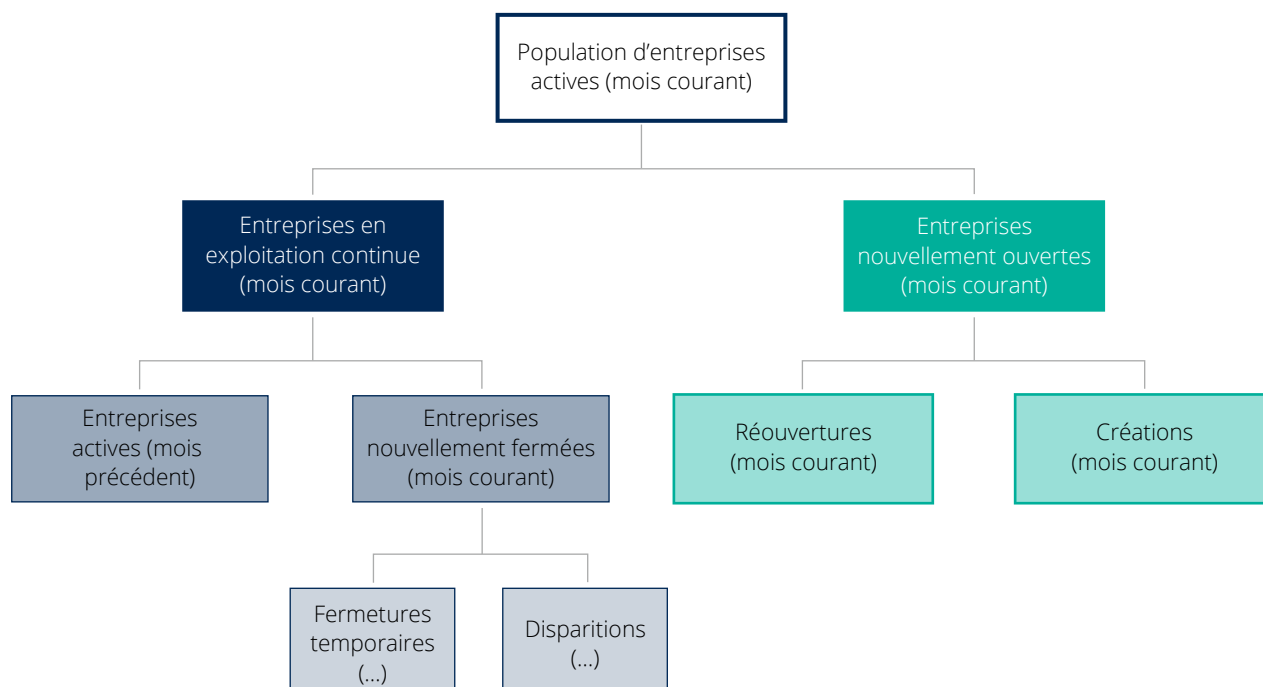 Population d’entreprises
actives (mois courant)
Entreprises en
exploitation continue
(mois courant)
Entreprises
nouvellement ouvertes
(mois courant)
Entreprises
actives (mois
précédent)
Entreprises
nouvellement fermées
(mois courant)
Réouvertures
(mois courant)
Créations
(mois courant)
Fermetures
temporaires
(...)
Disparitions
(...)